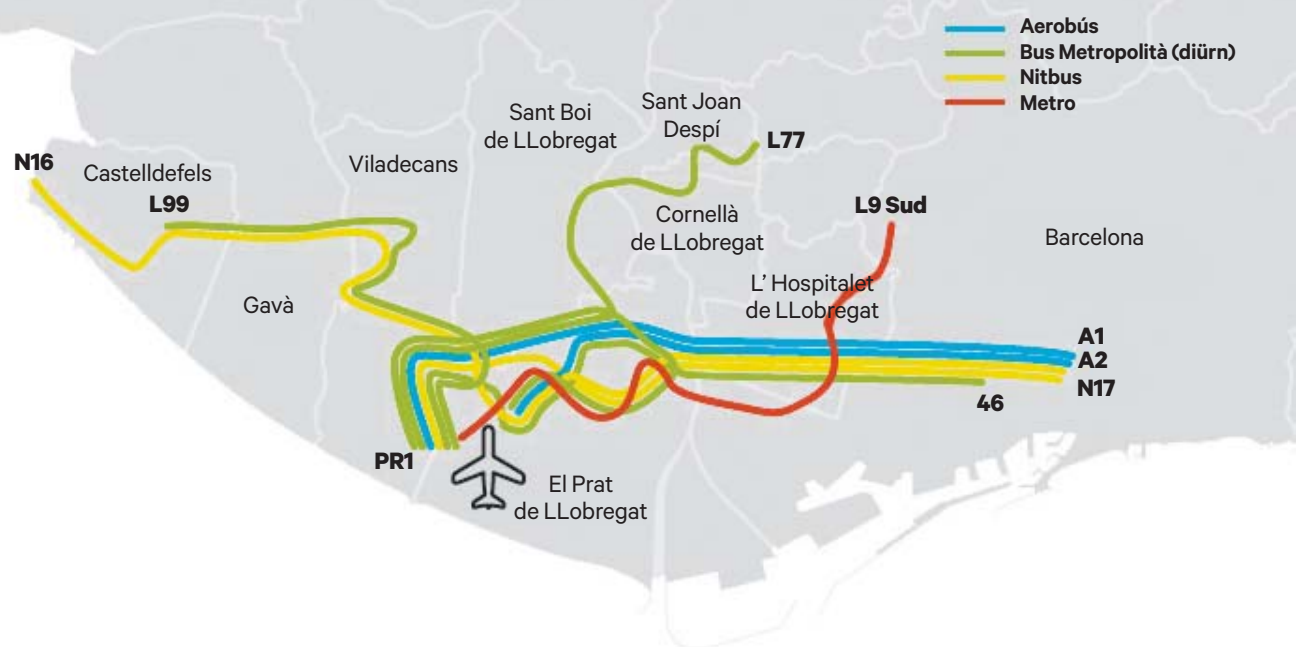 Aerobús
Bus Metropolità (diürn)
Nitbus
Metro
Sant Boi
de LLobregat
Sant Joan
Despí
L77
N16
Castelldefels
L99
Viladecans
Cornellà
de LLobregat
L9 Sud
Barcelona
Gavà
L' Hospitalet
de LLobregat
A1
A2
N17
46
PR1
El Prat
de LLobregat